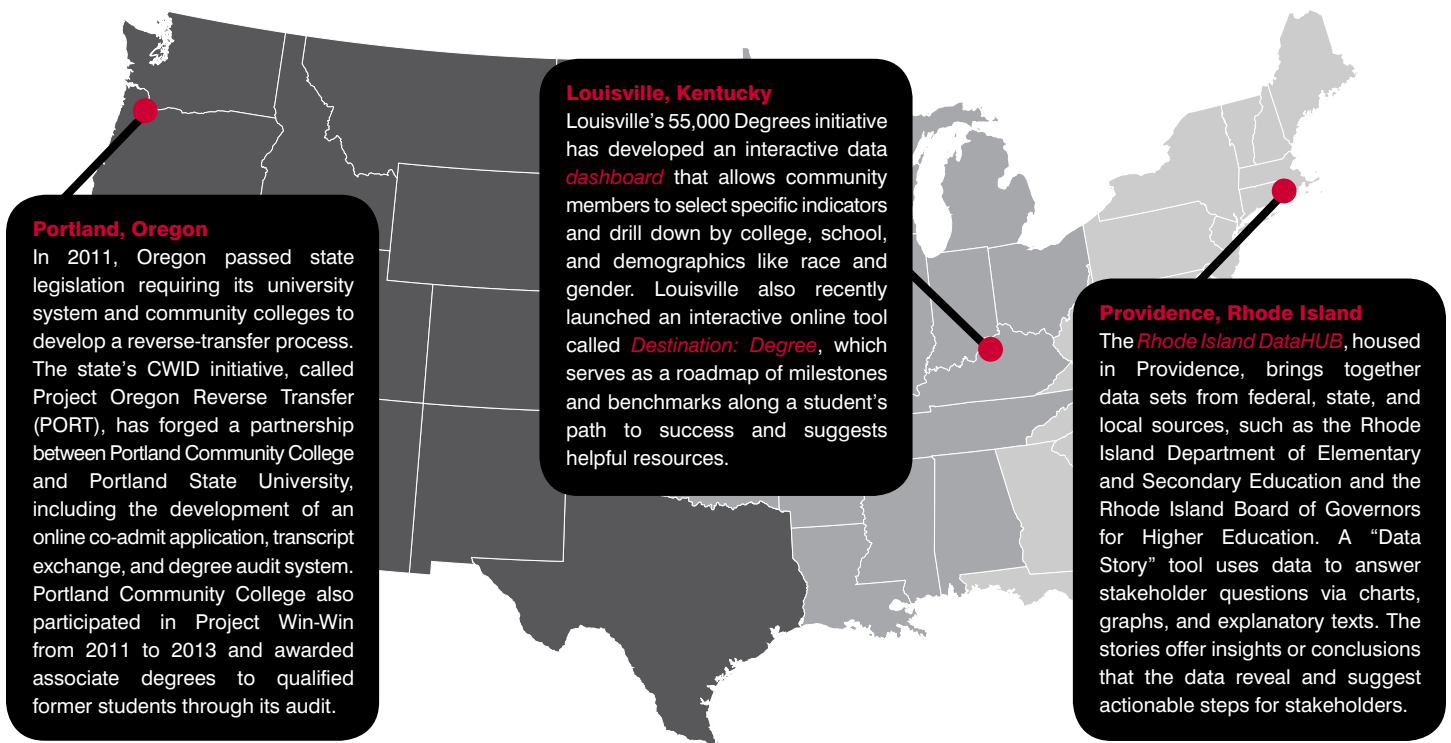 Portland, Oregon
In 2011, Oregon passed state
legislation requiring its university
system and community colleges to
develop a reverse-transfer process.
The state's CWID initiative, called
Project Oregon Reverse Transfer
(PORT), has forged a partnership
between Portland Community College
and Portland State University,
including the development of an
online co-admit application, transcript
exchange, and degree audit system.
Portland Community College also
participated in Project Win-Win
from 2011 to 2013 and awarded
associate degrees to qualified
former students through its audit.
Louisville, Kentucky
Louisville's 55,000 Degrees initiative
has developed an interactive data
dashboard that allows community
members to select specific indicators
and drill down by college, school,
and demographics like race and
gender. Louisville also recently
launched an interactive online tool
called Destination: Degree, which
serves as a roadmap of milestones
and benchmarks along a student's
path to success and suggests
helpful resources.
Providence, Rhode Island
The Rhode Island DataHUB, housed
in Providence, brings together
data sets from federal, state, and
local sources, such as the Rhode
Island Department of Elementary
and Secondary Education and the
Rhode Island Board of Governors
for Higher Education. A “Data
Story” tool uses data to answer
stakeholder questions via charts,
graphs, and explanatory texts. The
stories offer insights or conclusions
that the data reveal and suggest
actionable steps for stakeholders.